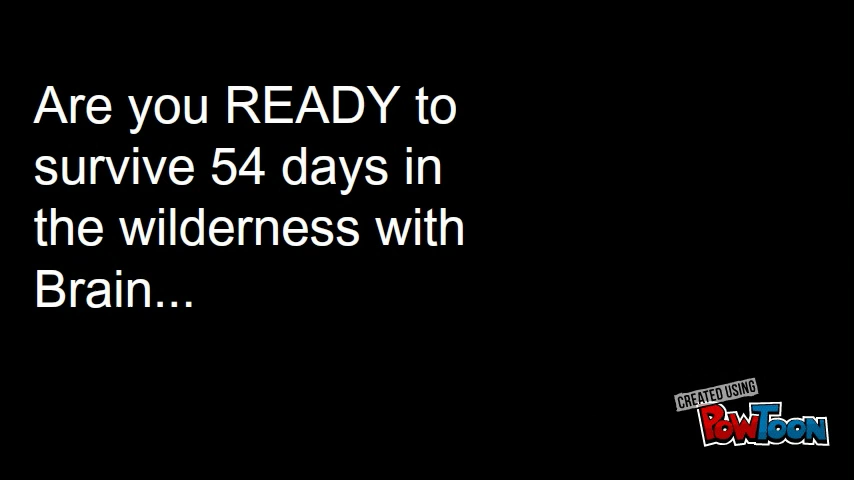 Are you READY to
survive 54 days in
the wilderness with
Brain...
CREATED USING
POWTOON